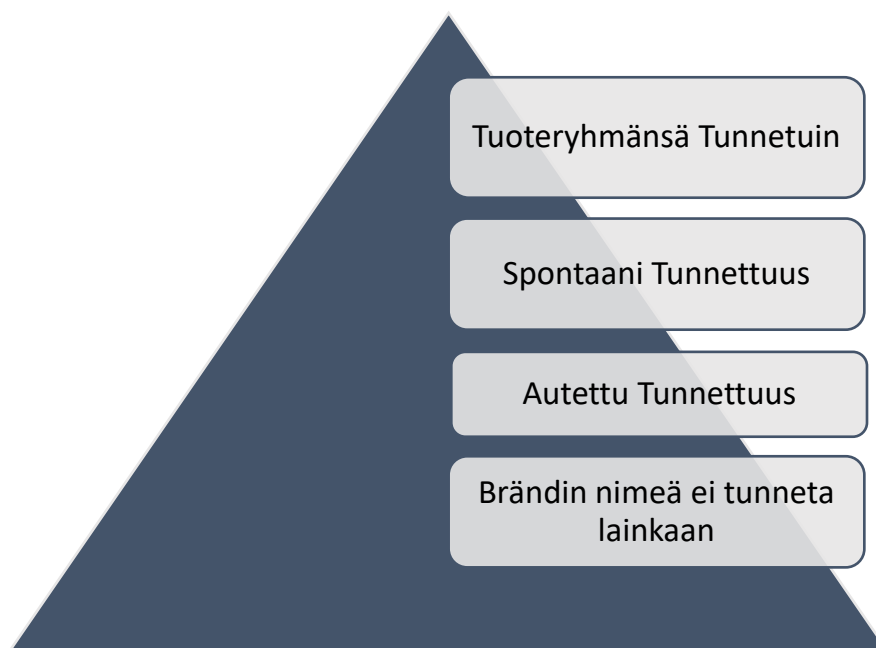 Tuoteryhmänsä Tunnetuin
Spontaani Tunnettuus
Autettu Tunnettuus
Brändin nimeä ei tunneta
lainkaan